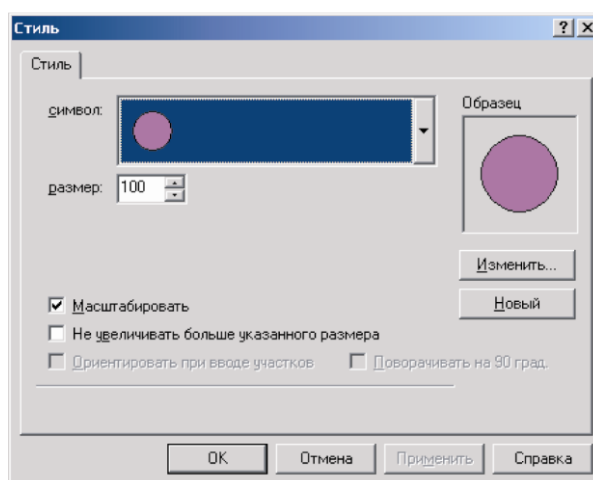 Стиль
Стиль
символ:
Образец
размер: 100
Изменить...
Масштабировать
Новый
Не увеличивать больше указанного размера
Ориентировать при вводе участков Поворачивать на 90 град.
OK Отмена Применить Справка